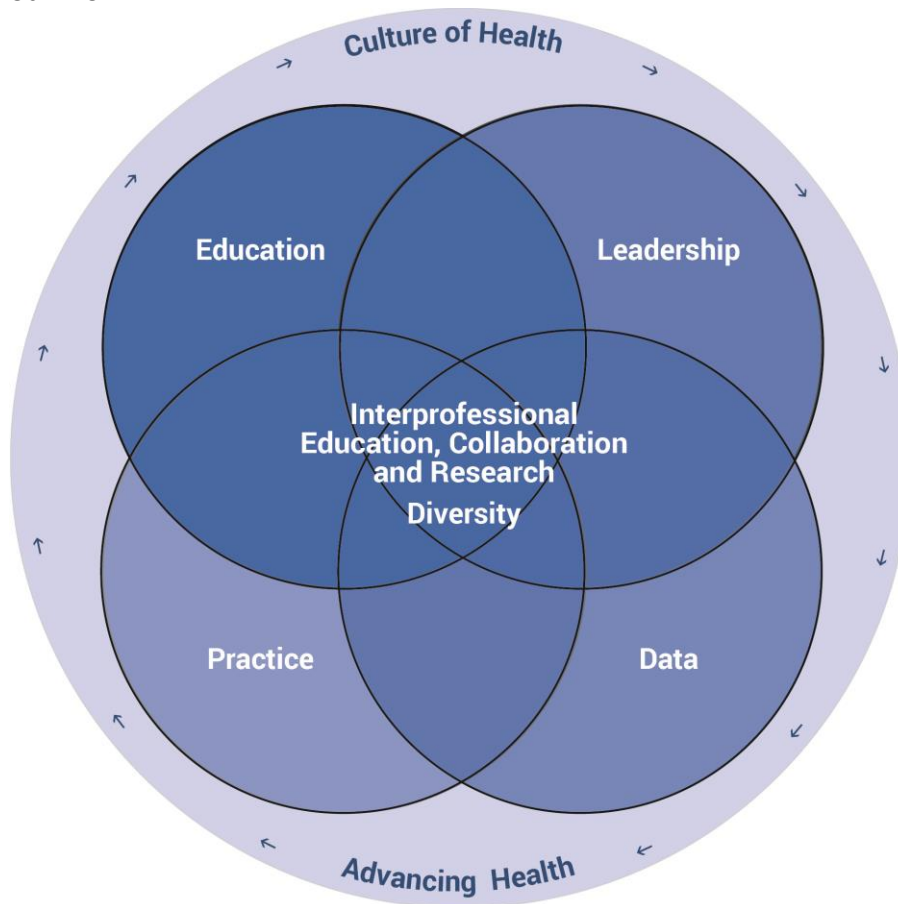 Culture of Health
Education
Leadership
Interprofessional
Education, Collaboration
and Research
Diversity
Practice
Data
Advancing Health